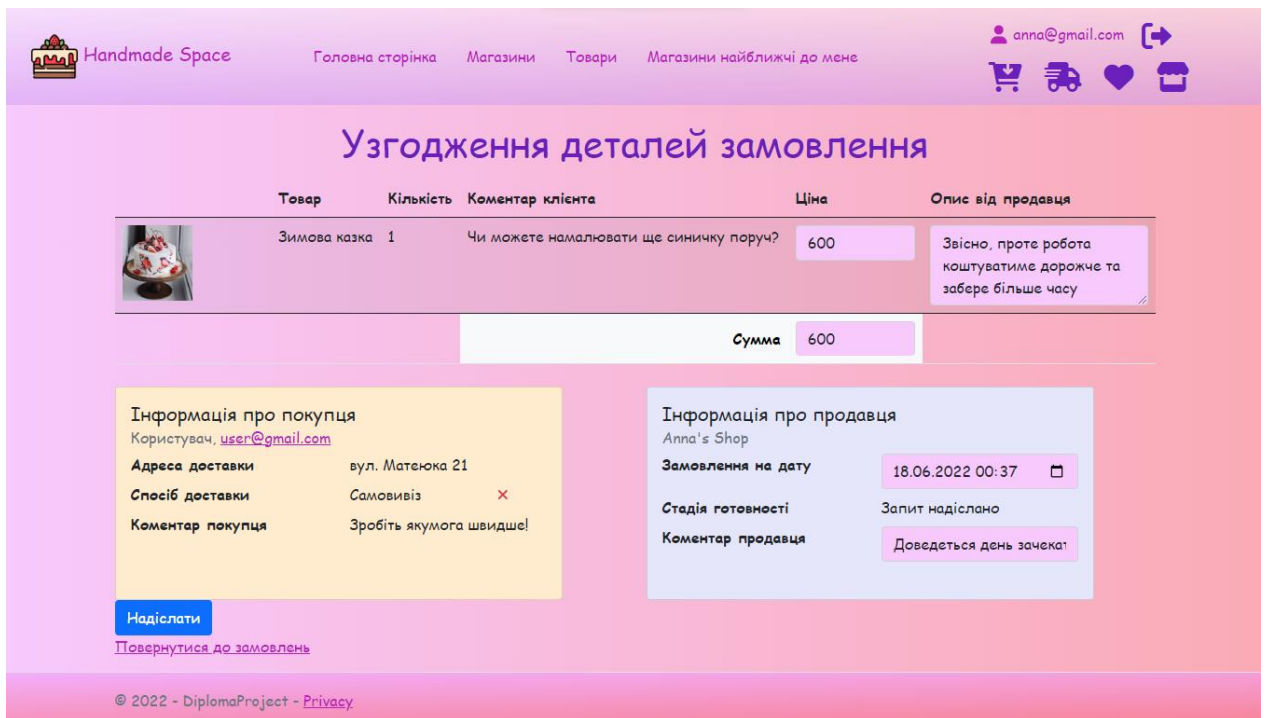 Handmade Space
Головна сторінка Магазини Товари Магазини найближчі до мене
anna@gmail.com
Узгодження деталей замовлення
Товар Кількість Коментар клієнта Ціна Опис від продавця
Зимова казка 1 Чи можете намалювати ще синичку поруч? 600
Звісно, проте робота
коштуватиме дорожче та
забере більше часу
Сумма 600
Інформація про покупця
Користувач, user@gmail.com
Адреса доставки вул. Матеюка 21
Спосіб доставки Самовивіз
Коментар покупця Зробіть якумога швидше!
Інформація про продавця
Anna's Shop
Замовлення на дату 18.06.2022 00:37
Стадія готовності Запит надіслано
Коментар продавця Доведеться день зачекат
Надіслати
Повернутися до замовлень
© 2022 - DiplomaProject - Privacy